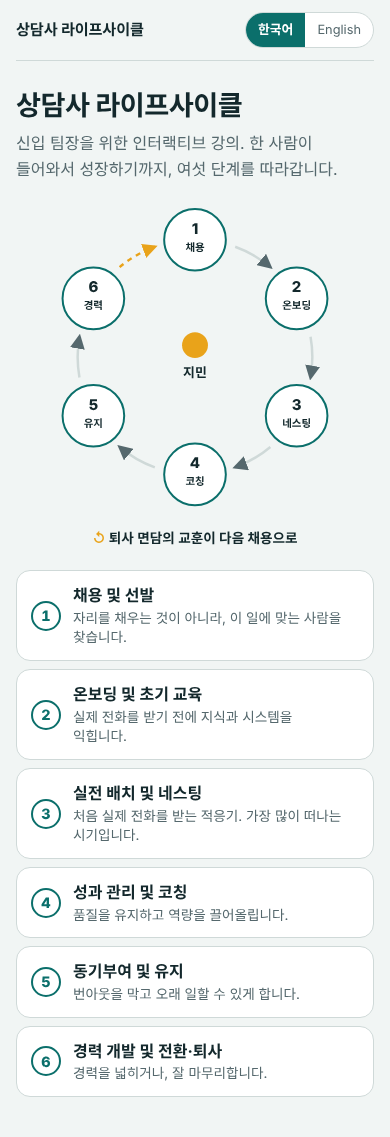 상담사 라이프사이클
한국어 English
상담사 라이프사이클
신입 팀장을 위한 인터랙티브 강의. 한 사람이
들어와서 성장하기까지, 여섯 단계를 따라갑니다.
1
채용
2
온보딩
3
네스팅
4
코칭
5
유지
6
경력
지민
퇴사 면담의 교훈이 다음 채용으로
1
채용 및 선발
자리를 채우는 것이 아니라, 이 일에 맞는 사람을
찾습니다.
2
온보딩 및 초기 교육
실제 전화를 받기 전에 지식과 시스템을
익힙니다.
3
실전 배치 및 네스팅
처음 실제 전화를 받는 적응기. 가장 많이 떠나는
시기입니다.
4
성과 관리 및 코칭
품질을 유지하고 역량을 끌어올립니다.
5
동기부여 및 유지
번아웃을 막고 오래 일할 수 있게 합니다.
6
경력 개발 및 전환·퇴사
경력을 넓히거나, 잘 마무리합니다.